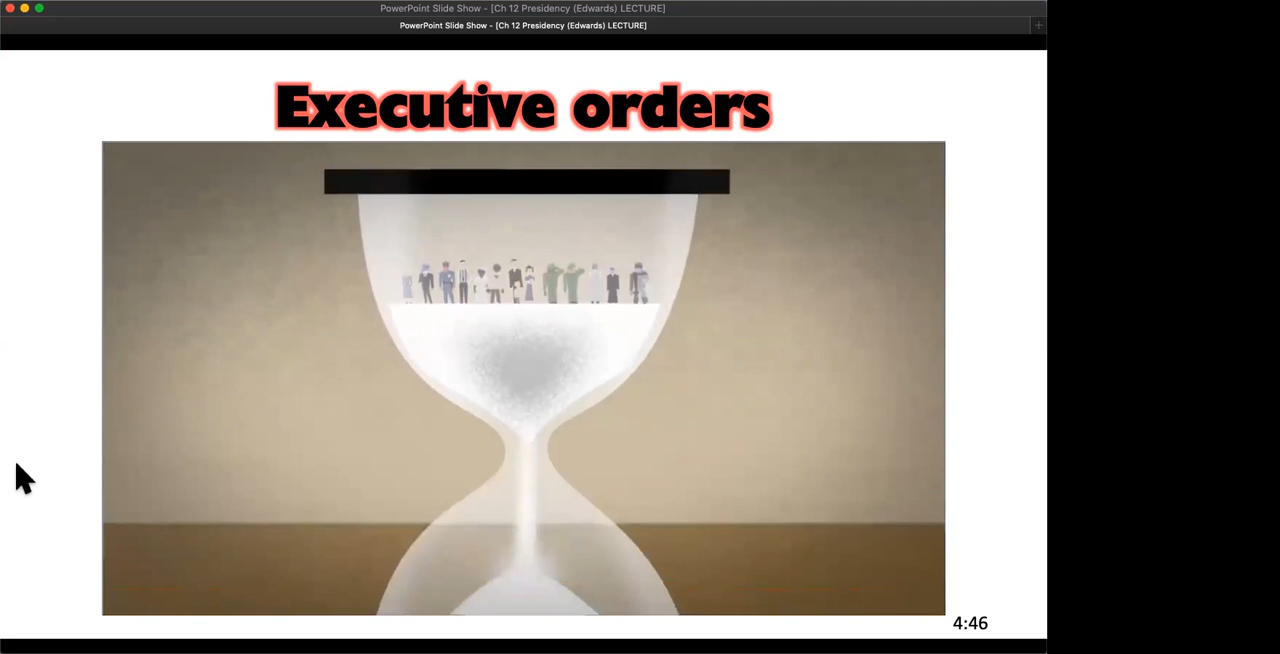 PowerPoint Slide Show - [Ch 12 Presidency (Edwards) LECTURE]
PowerPoint Slide Show - [Ch 12 Presidency (Edwards) LECTURE]
Executive orders
4:46